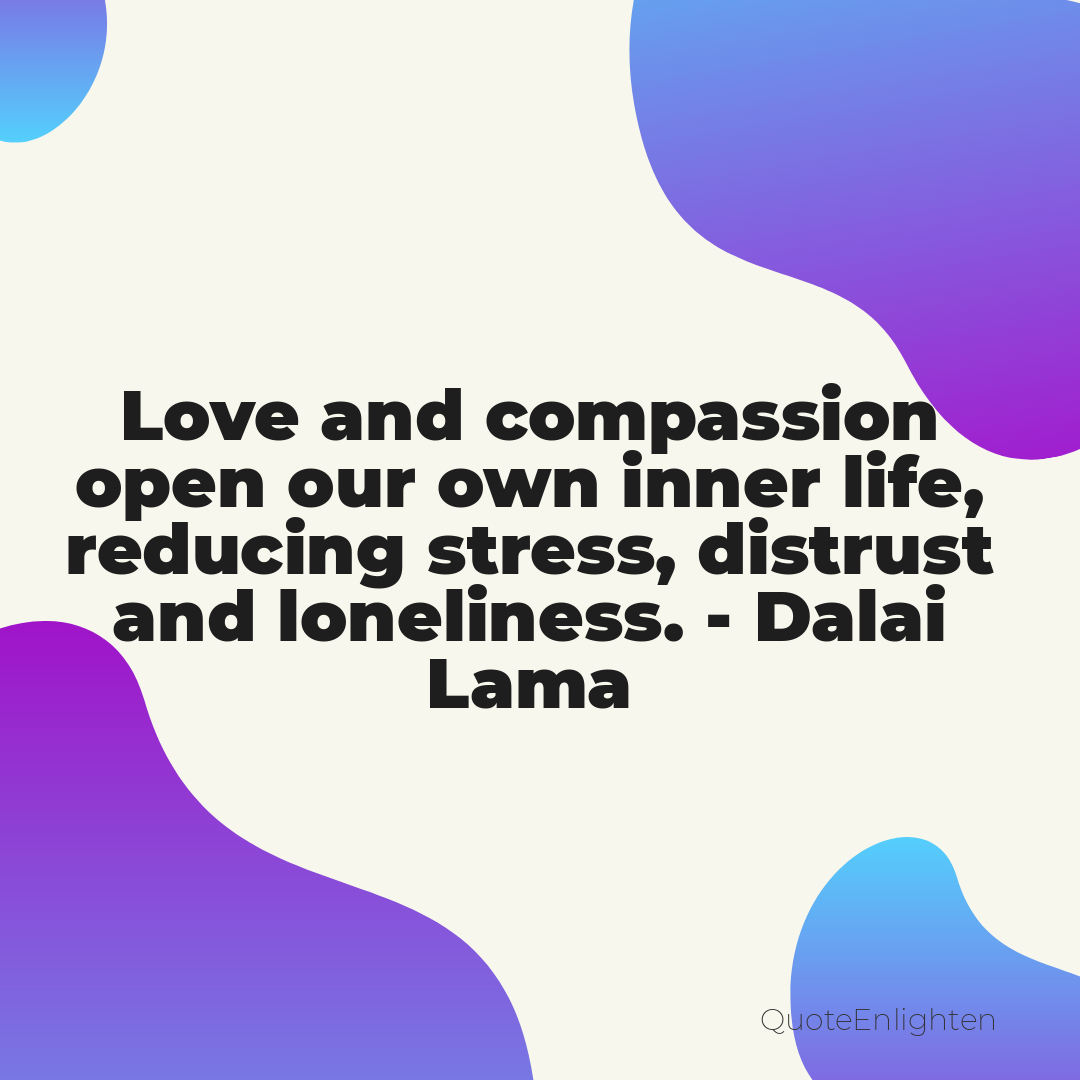 Love and compassion
open our own inner life,
reducing stress, distrust
and loneliness. - Dalai
Lama
QuoteEnlighten